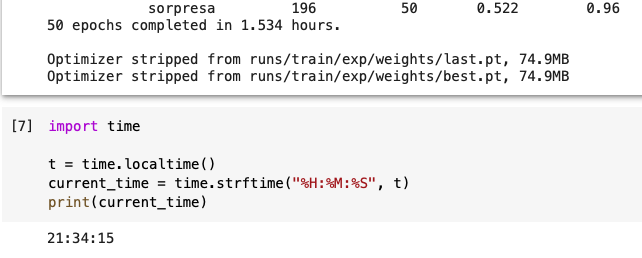 sorpresa 196 50 0.522 0.96
50 epochs completed in 1.534 hours.
Optimizer stripped from runs/train/exp/weights/last.pt, 74.9MB
Optimizer stripped from runs/train/exp/weights/best.pt, 74.9MB
[7] import time
t = time.localtime()
current_time = time.strftime("%H:%M:%S", t)
print(current_time)
21:34:15